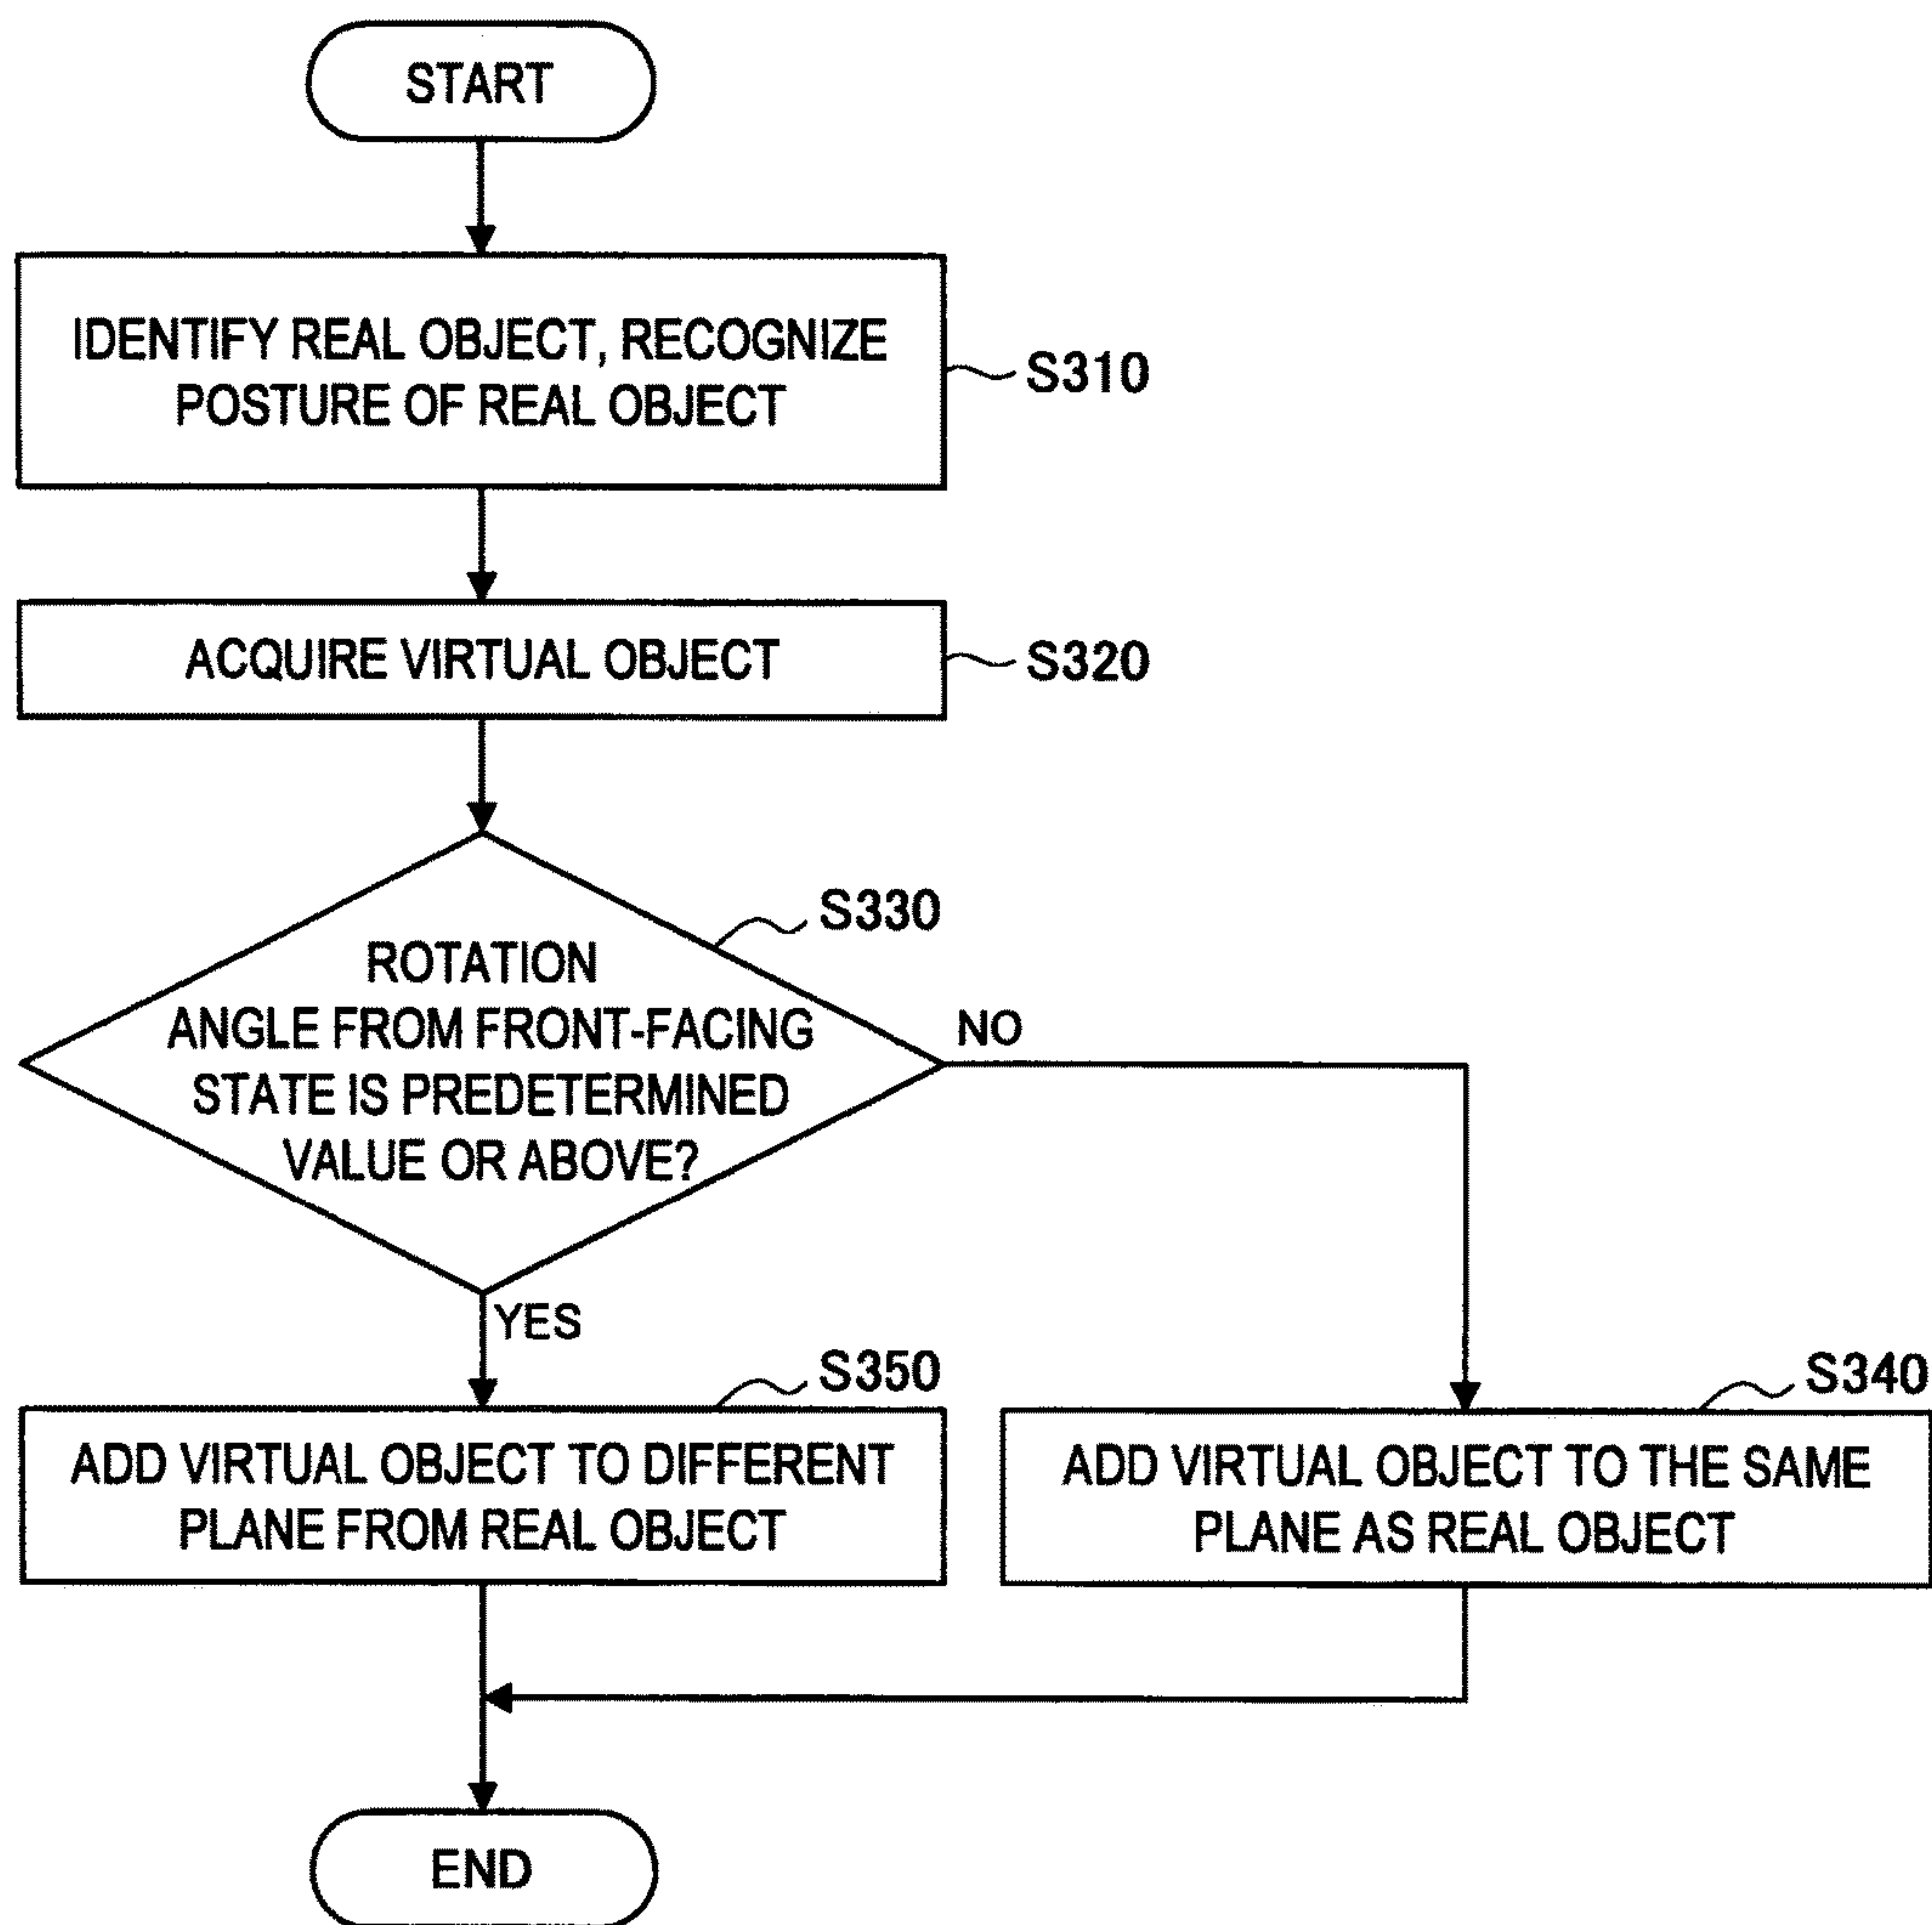 START
IDENTIFY REAL OBJECT, RECOGNIZE
POSTURE OF REAL OBJECT
S310
ACQUIRE VIRTUAL OBJECT
S320
S330
ROTATION
ANGLE FROM FRONT-FACING
STATE IS PREDETERMINED
VALUE OR ABOVE?
NO
YES
S350
ADD VIRTUAL OBJECT TO DIFFERENT
PLANE FROM REAL OBJECT
S340
ADD VIRTUAL OBJECT TO THE SAME
PLANE AS REAL OBJECT
END